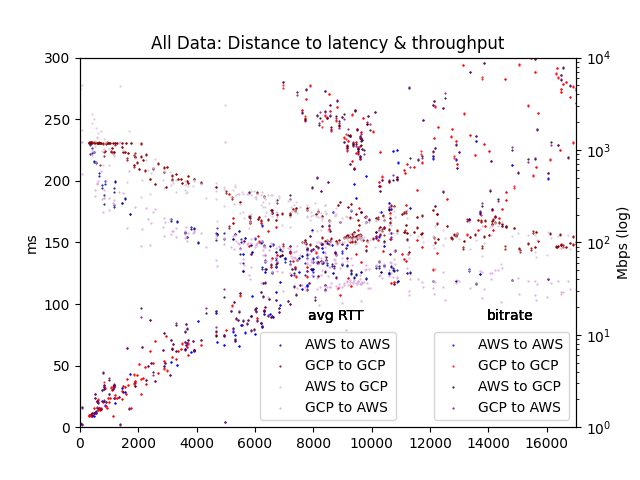 All Data: Distance to latency & throughput
300
250
200
150
100
50
0
ms
10^4
10^3
10^2
10^1
10^0
Mbps (log)
avg RTT
AWS to AWS
GCP to GCP
AWS to GCP
GCP to AWS
bitrate
AWS to AWS
GCP to GCP
AWS to GCP
GCP to AWS
0 2000 4000 6000 8000 10000 12000 14000 16000